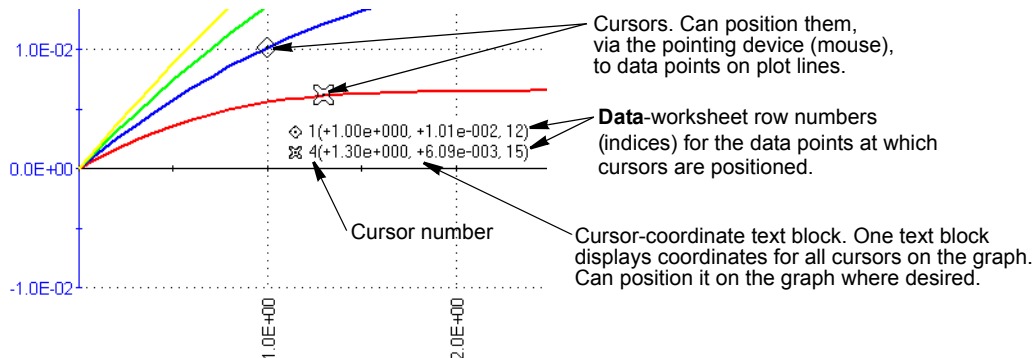 Cursors. Can position them,
via the pointing device (mouse),
to data points on plot lines.
1.0E-02
Data-worksheet row numbers
(indices) for the data points at which
cursors are positioned.
1(+1.00e+000, +1.01e-002, 12)
4(+1.30e+000, +6.09e-003, 15)
0.0E+00
Cursor number
Cursor-coordinate text block. One text block
displays coordinates for all cursors on the graph.
Can position it on the graph where desired.
-1.0E-02
1.0E+00
2.0E+00